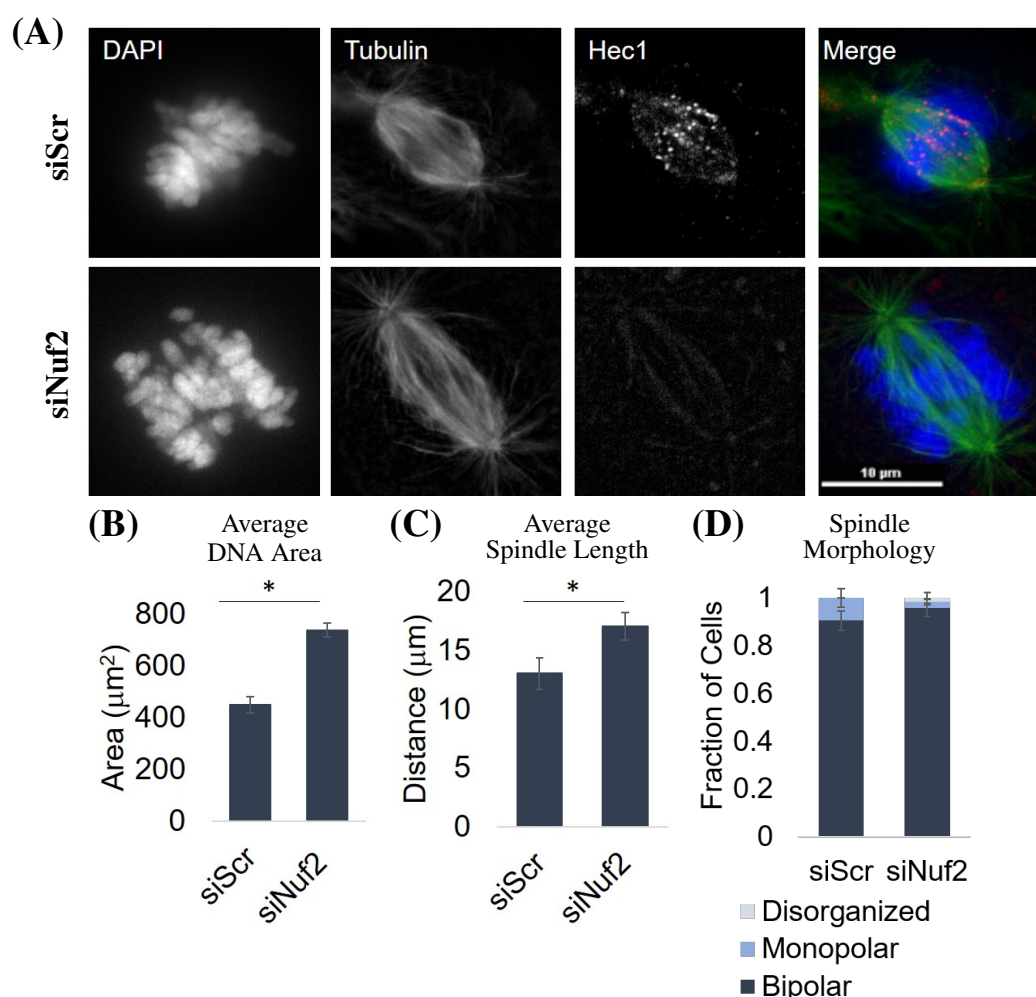 (A)
DAPI
Tubulin
Hec1
Merge
siScr
siNuf2
10 µm
(B)
Average
DNA Area
*
Area (µm²)
800
600
400
200
0
siScr
siNuf2
(C)
Average
Spindle Length
*
Distance (µm)
20
15
10
5
0
siScr
siNuf2
(D)
Spindle
Morphology
Fraction of Cells
1
0.8
0.6
0.4
0.2
0
siScr siNuf2
Disorganized
Monopolar
Bipolar